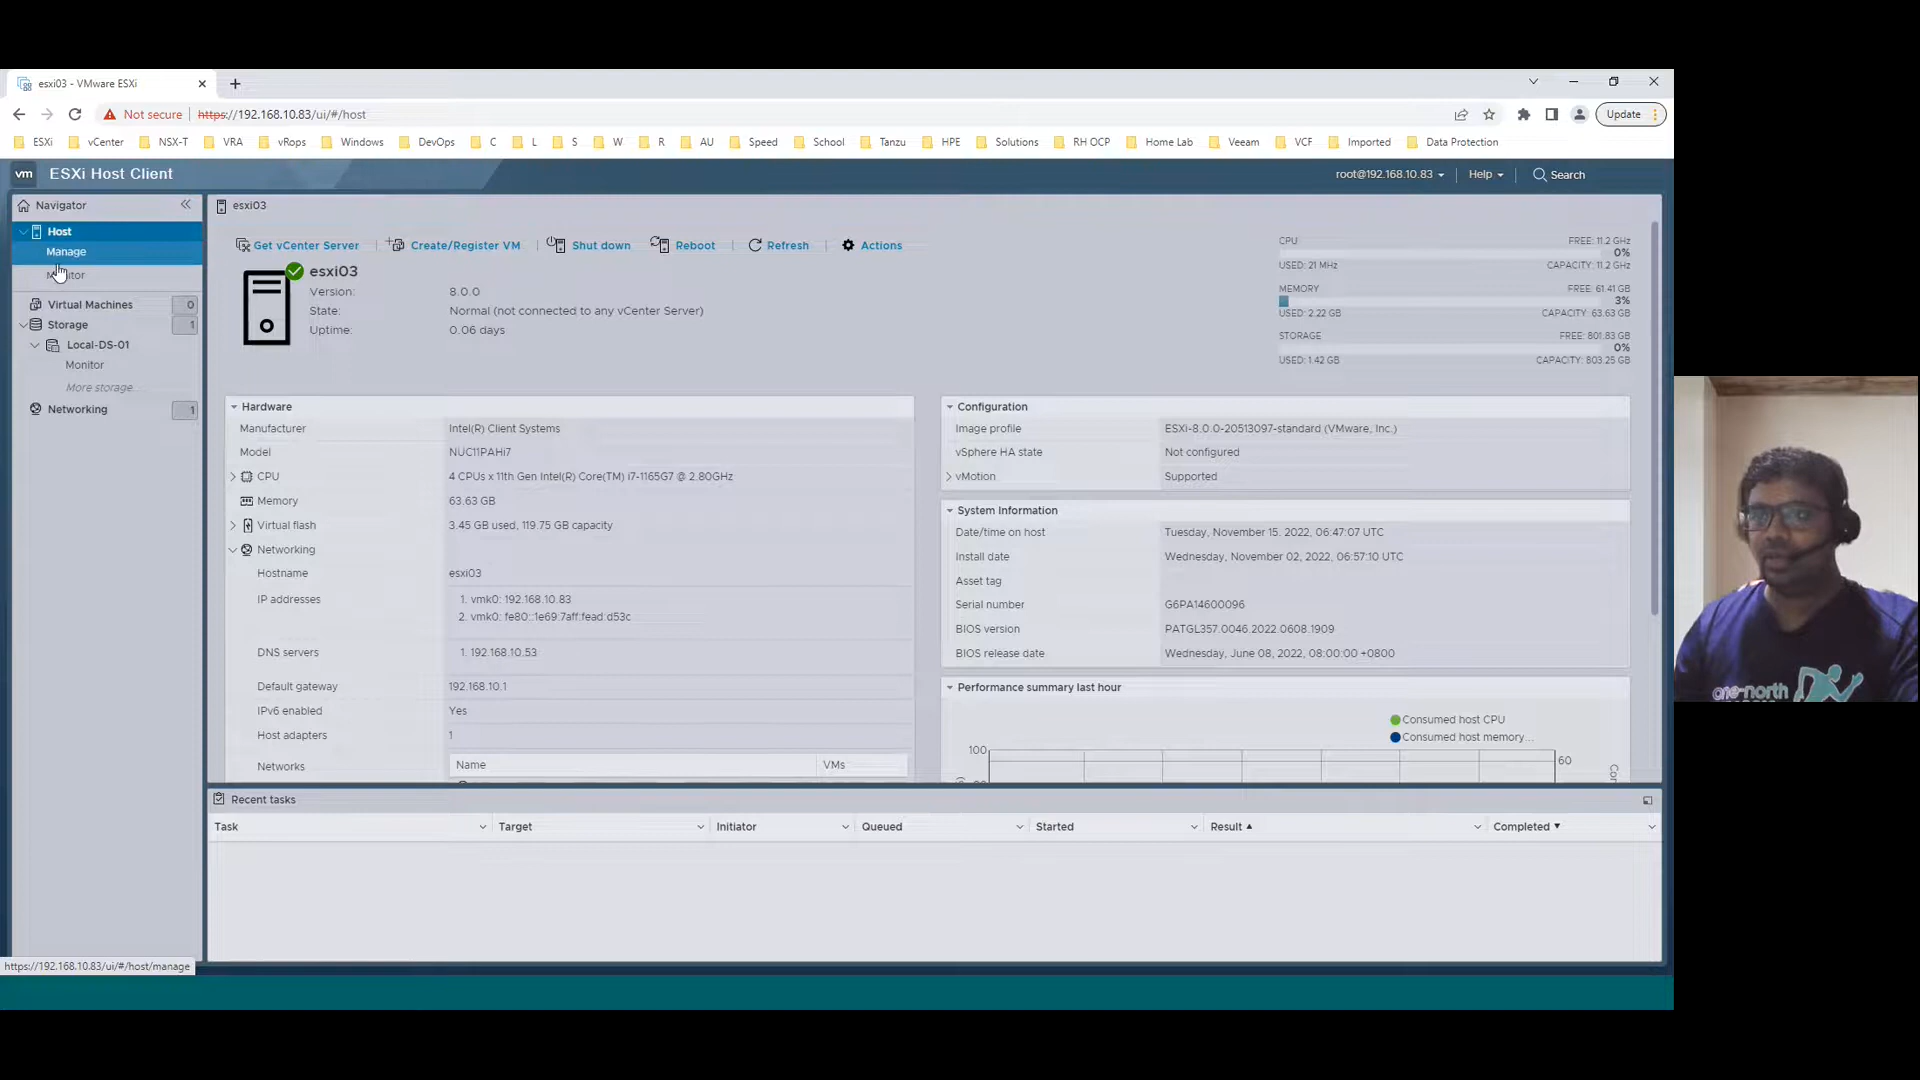 esxi03 - VMware ESXi
Not secure https://192.168.10.83/ui/#/host Update
ESXi vCenter NSX-T VRA vRops Windows DevOps C L S W R AU Speed School Tanzu HPE Solutions RH OCP Home Lab Veeam VCF Imported Data Protection
vm ESXi Host Client root@192.168.10.83 Help Search
Navigator
Host
Manage
Virtual Machines 0
Storage 1
Local-DS-01
Monitor
More storage...
Networking 1
esxi03
Get vCenter Server Create/Register VM Shut down Reboot Refresh Actions
esxi03
Version: 8.0.0
State: Normal (not connected to any vCenter Server)
Uptime: 0.06 days
CPU FREE: 11.2 GHz
0%
USED: 21 MHz CAPACITY: 11.2 GHz
MEMORY FREE: 61.41 GB
3%
USED: 2.22 GB CAPACITY: 63.63 GB
STORAGE FREE: 801.83 GB
0%
USED: 1.42 GB CAPACITY: 803.25 GB
Hardware
Manufacturer Intel(R) Client Systems
Model NUC11PAHi7
CPU 4 CPUs x 11th Gen Intel(R) Core(TM) i7-1165G7 @ 2.80GHz
Memory 63.63 GB
Virtual flash 3.45 GB used, 119.75 GB capacity
Networking
Hostname esxi03
IP addresses 1. vmk0: 192.168.10.83
2. vmk0: fe80::1e69:7aff:fead:d53c
DNS servers 1. 192.168.10.53
Default gateway 192.168.10.1
IPv6 enabled Yes
Host adapters 1
Networks Name VMs
Configuration
Image profile ESXi-8.0.0-20513097-standard (VMware, Inc.)
vSphere HA state Not configured
vMotion Supported
System Information
Date/time on host Tuesday, November 15, 2022, 06:47:07 UTC
Install date Wednesday, November 02, 2022, 06:57:10 UTC
Asset tag
Serial number G6PA14600096
BIOS version PATGL357.0046.2022.0608.1909
BIOS release date Wednesday, June 08, 2022, 08:00:00 +0800
Performance summary last hour
Consumed host CPU
Consumed host memory...
100 60
Recent tasks
Task Target Initiator Queued Started Result Completed
https://192.168.10.83/ui/#/host/manage
one-north